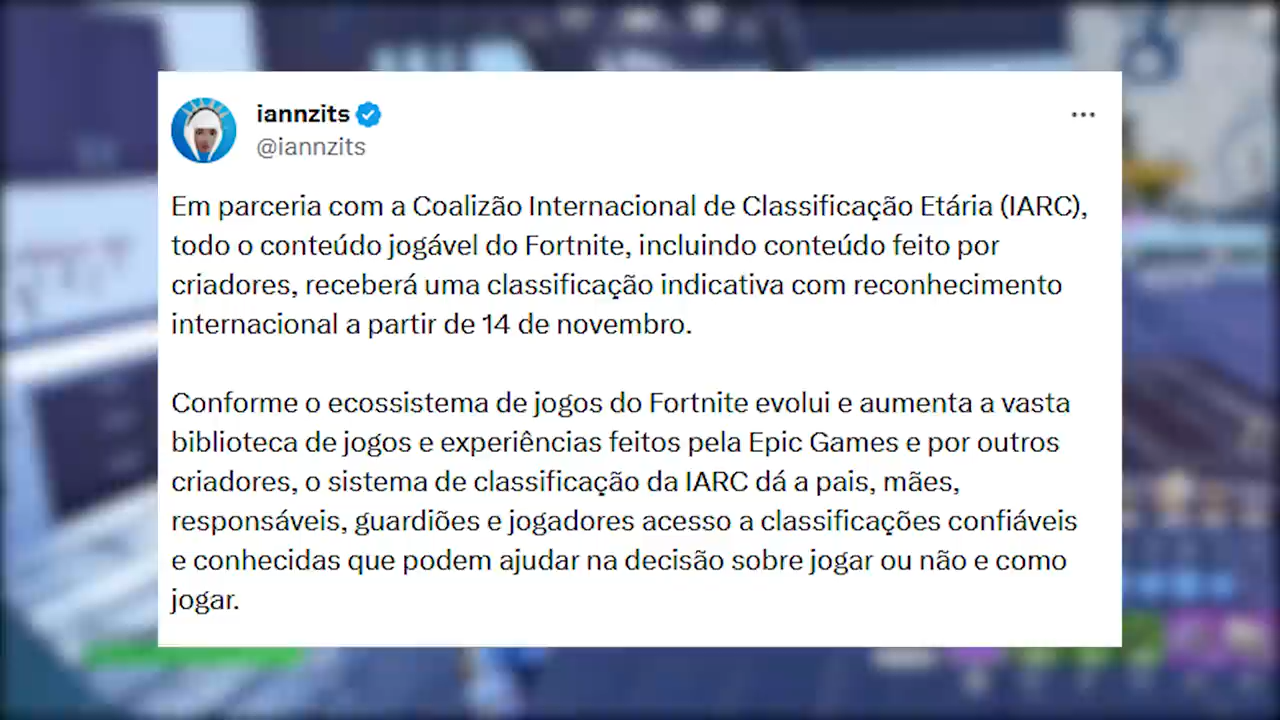 iannzits
@iannzits
Em parceria com a Coalizão Internacional de Classificação Etária (IARC),
todo o conteúdo jogável do Fortnite, incluindo conteúdo feito por
criadores, receberá uma classificação indicativa com reconhecimento
internacional a partir de 14 de novembro.
Conforme o ecossistema de jogos do Fortnite evolui e aumenta a vasta
biblioteca de jogos e experiências feitos pela Epic Games e por outros
criadores, o sistema de classificação da IARC dá a pais, mães,
responsáveis, guardiões e jogadores acesso a classificações confiáveis
e conhecidas que podem ajudar na decisão sobre jogar ou não e como
jogar.